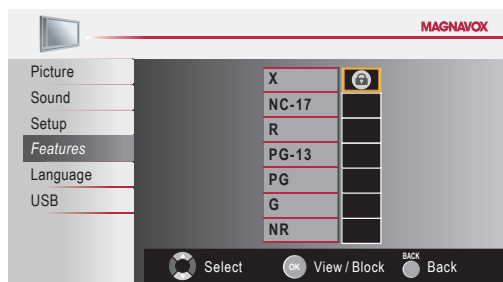 MAGNAVOX
Picture
Sound
Setup
Features
Language
USB
X
NC-17
R
PG-13
PG
G
NR
Select
OK View / Block
BACK Back